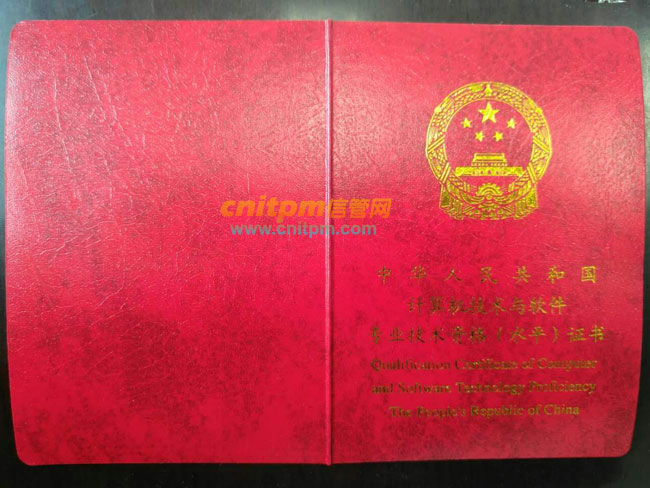 cnitpm信管网
www.cnitpm.com
中华人民共和国
计算机技术与软件
专业技术资格（水平）证书
Qualification Certificate of Computer
and Software Technology Proficiency
The People's Republic of China